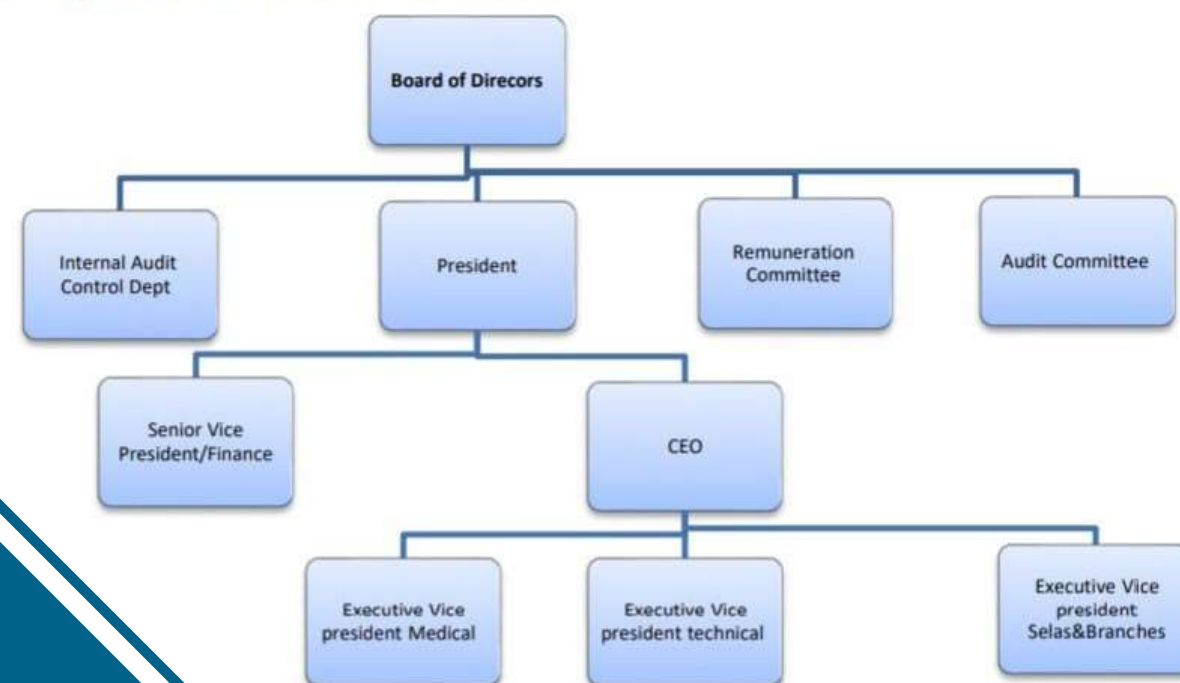 Board of Direcors
Internal Audit
Control Dept
President
Remuneration
Committee
Audit Committee
Senior Vice
President/Finance
CEO
Executive Vice
president Medical
Executive Vice
president technical
Executive Vice
president
Selas&Branches